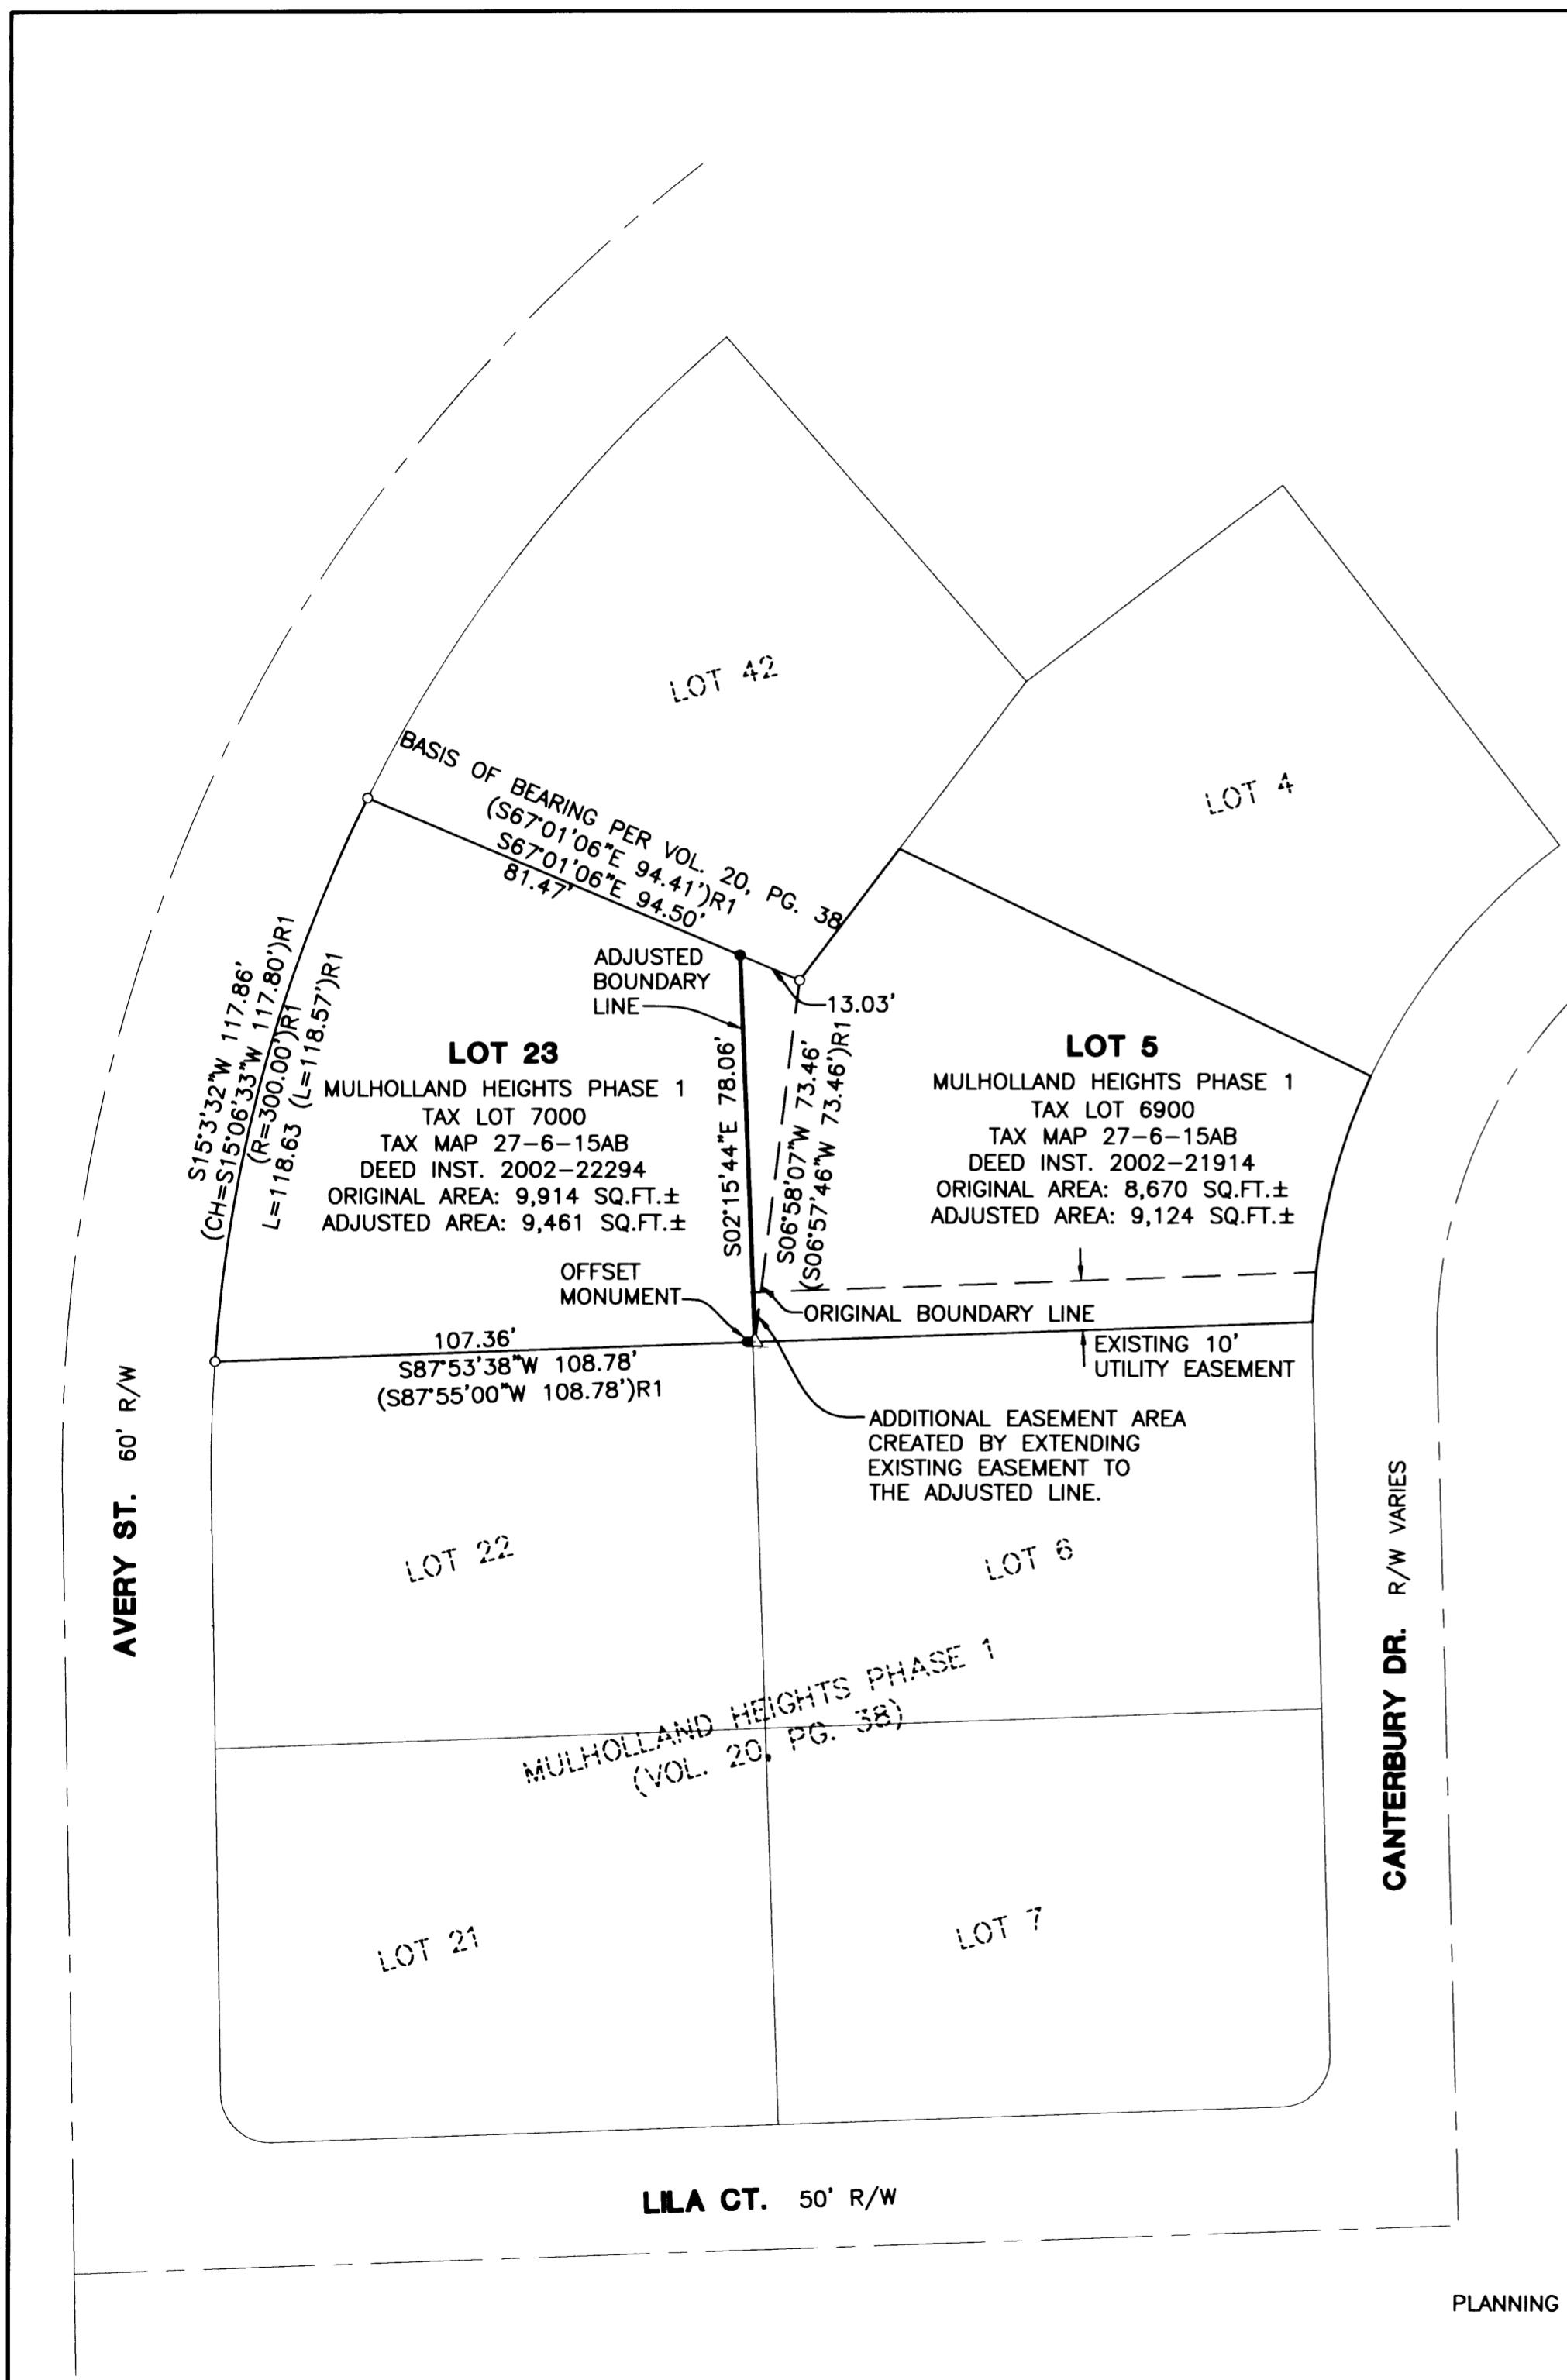 LOT 42
LOT 4
BASIS OF BEARING PER VOL. 20, PG. 38
(S67°01'06"E 94.41')R1
S67°01'06"E 94.50'
81.47'
ADJUSTED
BOUNDARY
LINE
13.03'
S15°3'32"W 117.86'
(CH=S15°06'33"W 117.80')R1
(R=300.00')R1
L=118.63 (L=118.57')R1
LOT 23
MULHOLLAND HEIGHTS PHASE 1
TAX LOT 7000
TAX MAP 27-6-15AB
DEED INST. 2002-22294
ORIGINAL AREA: 9,914 SQ.FT.±
ADJUSTED AREA: 9,461 SQ.FT.±
S02°15'44"E 78.06'
S06°58'07"W 73.46'
(S06°57'46"W 73.46')R1
LOT 5
MULHOLLAND HEIGHTS PHASE 1
TAX LOT 6900
TAX MAP 27-6-15AB
DEED INST. 2002-21914
ORIGINAL AREA: 8,670 SQ.FT.±
ADJUSTED AREA: 9,124 SQ.FT.±
OFFSET
MONUMENT
ORIGINAL BOUNDARY LINE
107.36'
S87°53'38"W 108.78'
(S87°55'00"W 108.78')R1
EXISTING 10'
UTILITY EASEMENT
ADDITIONAL EASEMENT AREA
CREATED BY EXTENDING
EXISTING EASEMENT TO
THE ADJUSTED LINE.
AVERY ST. 60' R/W
CANTERBURY DR. R/W VARIES
LOT 22
LOT 6
MULHOLLAND HEIGHTS PHASE 1
(VOL. 20, PG. 38)
LOT 21
LOT 7
LILA CT. 50' R/W
PLANNING